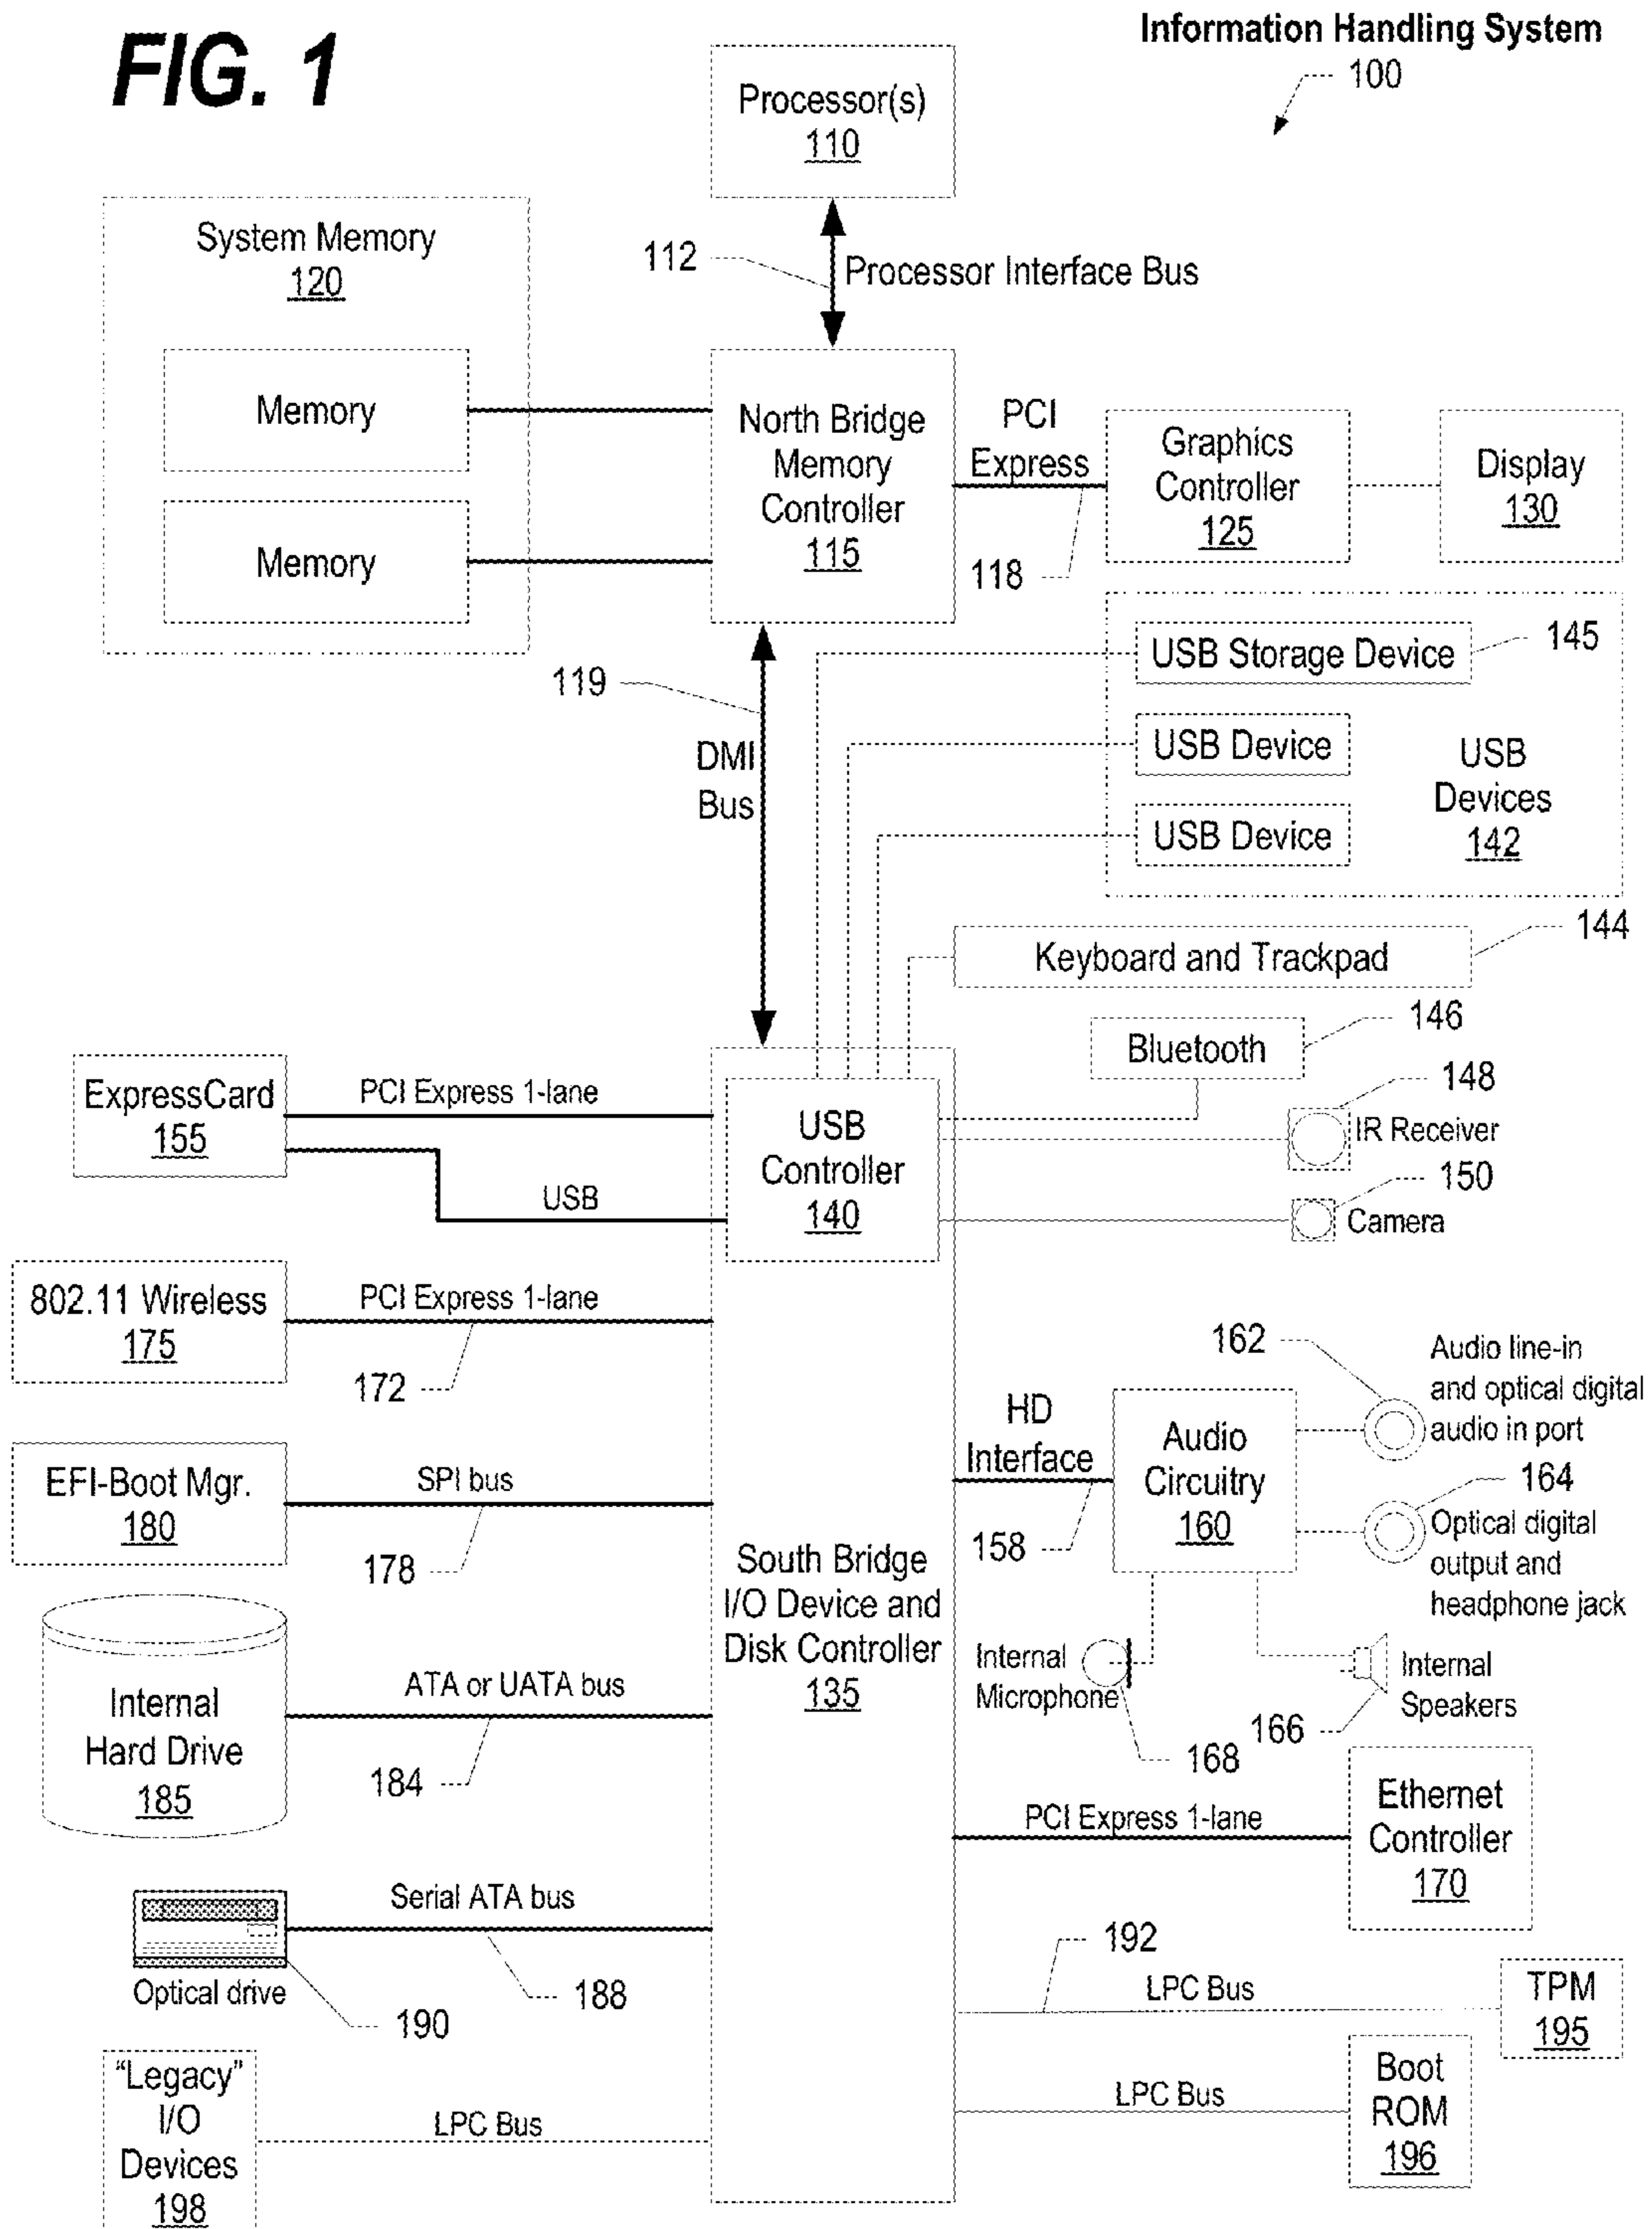 FIG. 1
Information Handling System
100
Processor(s)
110
System Memory
120
112
Processor Interface Bus
Memory
Memory
North Bridge
Memory
Controller
115
PCI
Express
118
Graphics
Controller
125
Display
130
119
DMI
Bus
USB Storage Device
145
USB Device
USB Device
USB
Devices
142
144
Keyboard and Trackpad
146
Bluetooth
148
IR Receiver
150
Camera
ExpressCard
155
PCI Express 1-lane
USB
USB
Controller
140
802.11 Wireless
175
PCI Express 1-lane
172
162
Audio line-in
and optical digital
audio in port
HD
Interface
158
Audio
Circuitry
160
164
Optical digital
output and
headphone jack
EFI-Boot Mgr.
180
SPI bus
178
South Bridge
I/O Device and
Disk Controller
135
Internal
Microphone
168
Internal
Speakers
166
Internal
Hard Drive
185
ATA or UATA bus
184
PCI Express 1-lane
Ethernet
Controller
170
Serial ATA bus
188
Optical drive
190
192
LPC Bus
TPM
195
"Legacy"
I/O
Devices
198
LPC Bus
LPC Bus
Boot
ROM
196